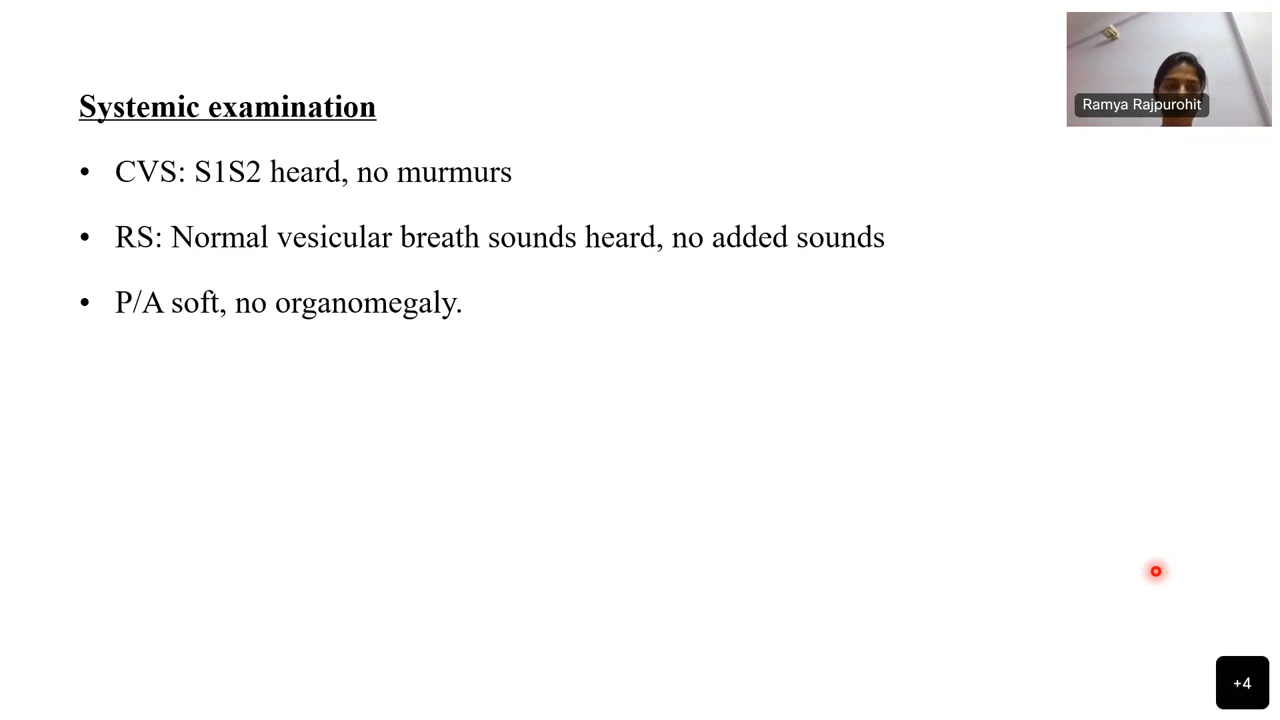 Systemic examination
• CVS: S1S2 heard, no murmurs
• RS: Normal vesicular breath sounds heard, no added sounds
• P/A soft, no organomegaly.
Ramya Rajpurohit
+4